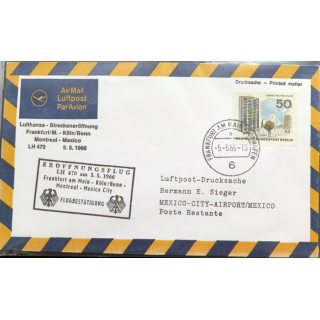 Air Mail
Luftpost
Par Avion
Drucksache – Printed matter
Lufthansa - Streckeneröffnung
Frankfurt/M. - Köln/Bonn
Montreal - Mexico
LH 470 5. 5. 1966
50
DEUTSCHE BUNDESPOST BERLIN
FRANKFURT AM MAIN
-5.-5.66-
6
ERÖFFNUNGSFLUG
LH 470 am 5. 5. 1966
Frankfurt am Main - Köln/Bonn -
Montreal - Mexico City
FLUGBESTÄTIGUNG
Luftpost-Drucksache
Hermann E. Sieger
MEXICO-CITY-AIRPORT/MEXICO
Poste Restante